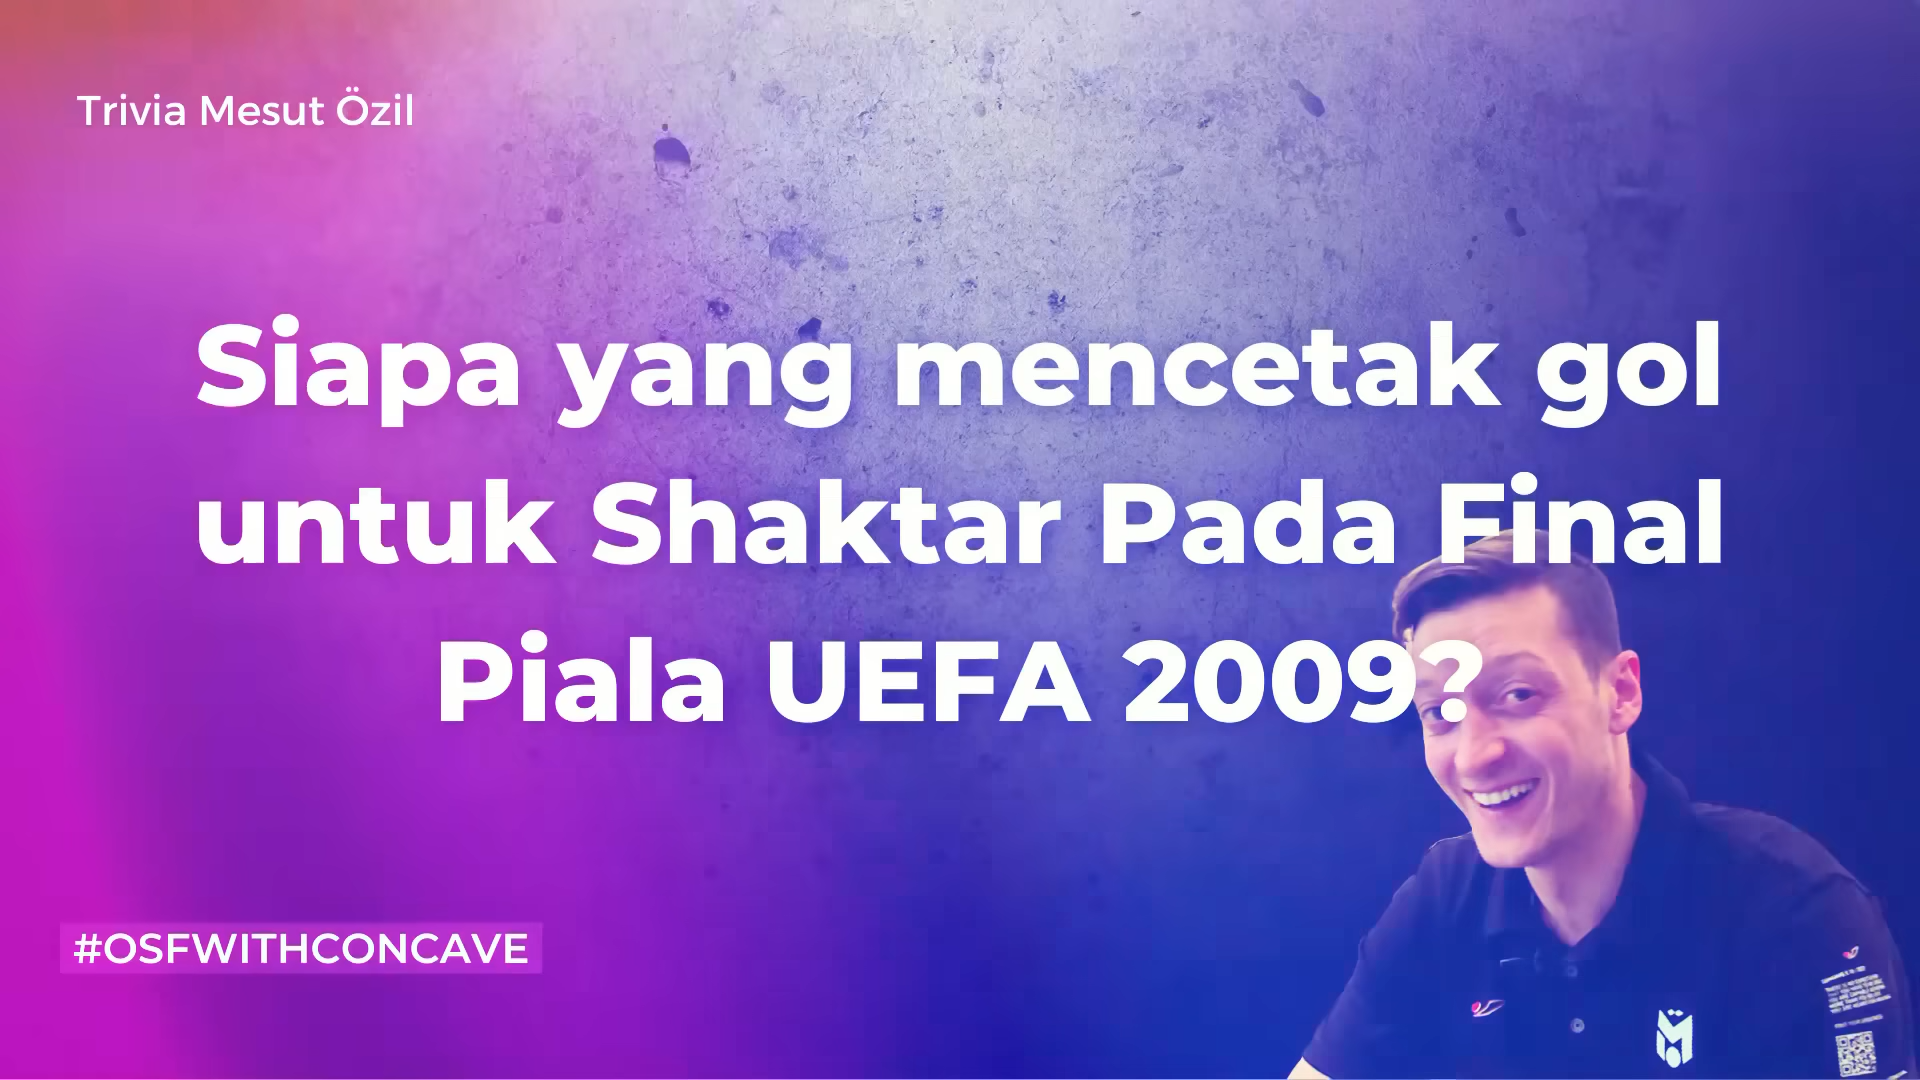 Trivia Mesut Özil
Siapa yang mencetak gol
untuk Shaktar Pada Final
Piala UEFA 2009?
#OSFWITHCONCAVE